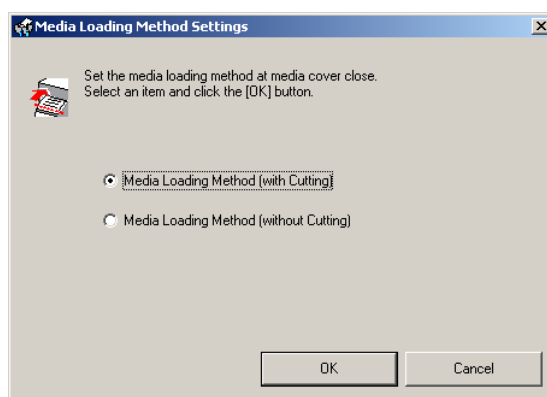 Media Loading Method Settings
Set the media loading method at media cover close.
Select an item and click the [OK] button.
Media Loading Method (with Cutting)
Media Loading Method (without Cutting)
OK
Cancel